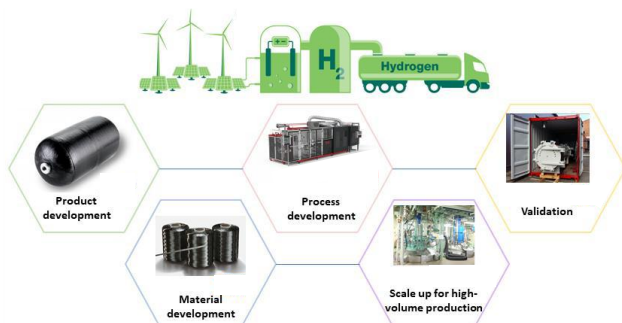 H2
Hydrogen
Product
development
Process
development
Validation
Material
development
Scale up for high-
volume production